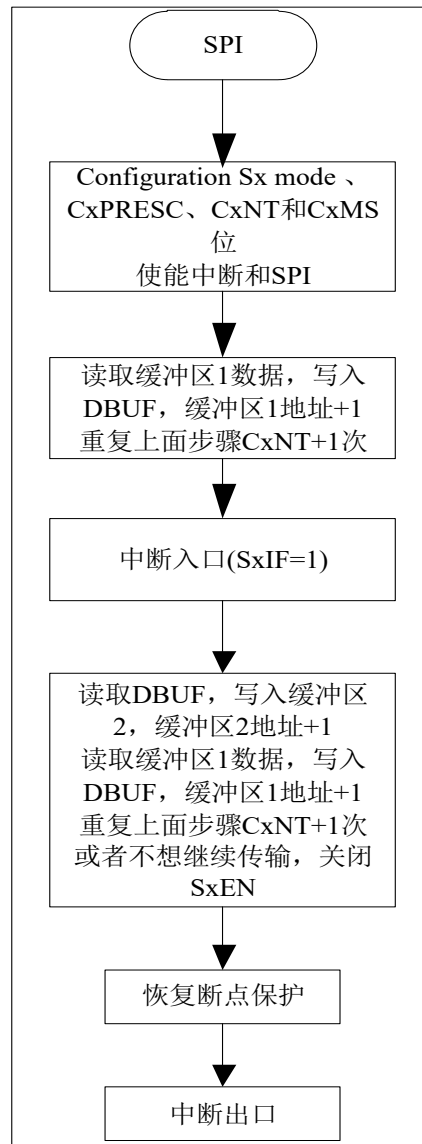 SPI
Configuration Sx mode 、
CxPRESC、CxNT和CxMS
位
使能中断和SPI
读取缓冲区1数据，写入
DBUF，缓冲区1地址+1
重复上面步骤CxNT+1次
中断入口(SxIF=1)
读取DBUF，写入缓冲区
2，缓冲区2地址+1
读取缓冲区1数据，写入
DBUF，缓冲区1地址+1
重复上面步骤CxNT+1次
或者不想继续传输，关闭
SxEN
恢复断点保护
中断出口